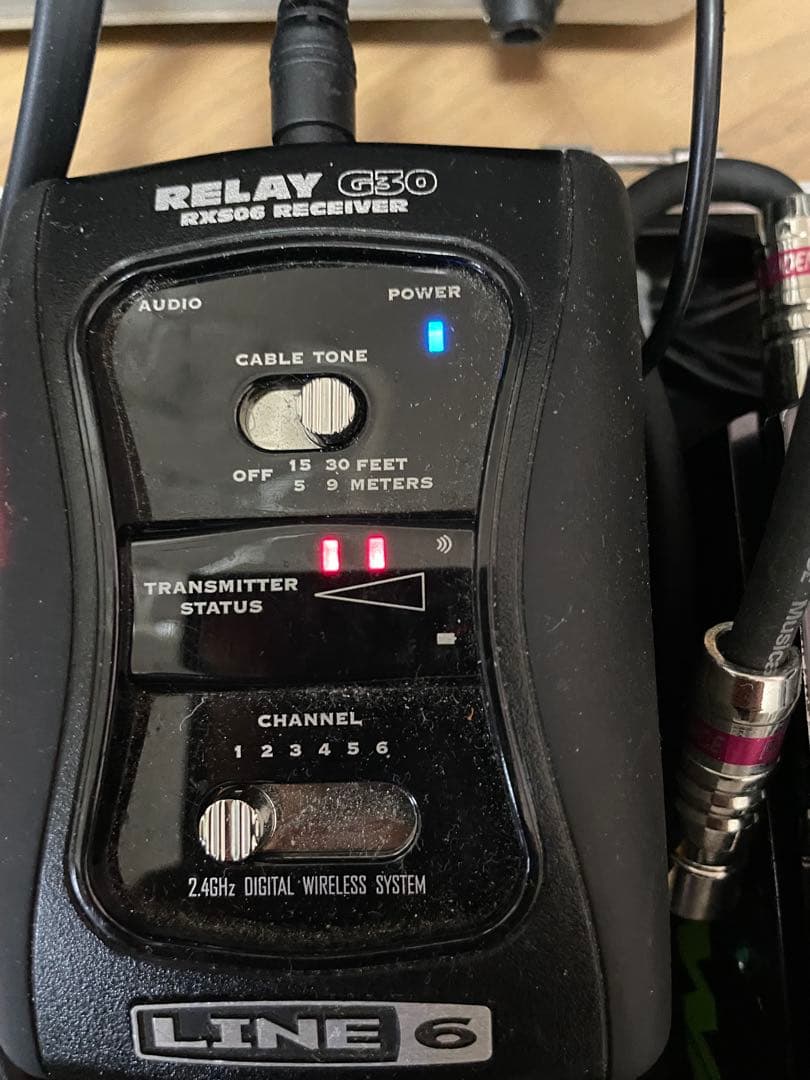 RELAY G30
RXS06 RECEIVER
AUDIO
POWER
CABLE TONE
OFF 15 30 FEET
5 9 METERS
TRANSMITTER
STATUS
CHANNEL
1 2 3 4 5 6
2.4GHz DIGITAL WIRELESS SYSTEM
LINE 6